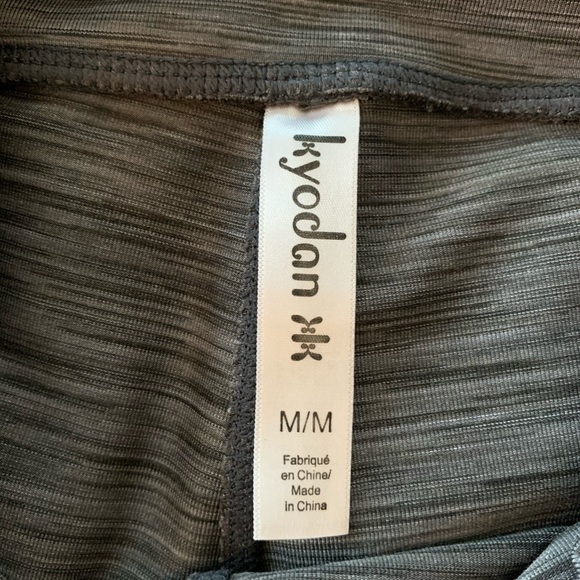 kyodan
M/M
Fabriqué
en Chine/
Made
In China